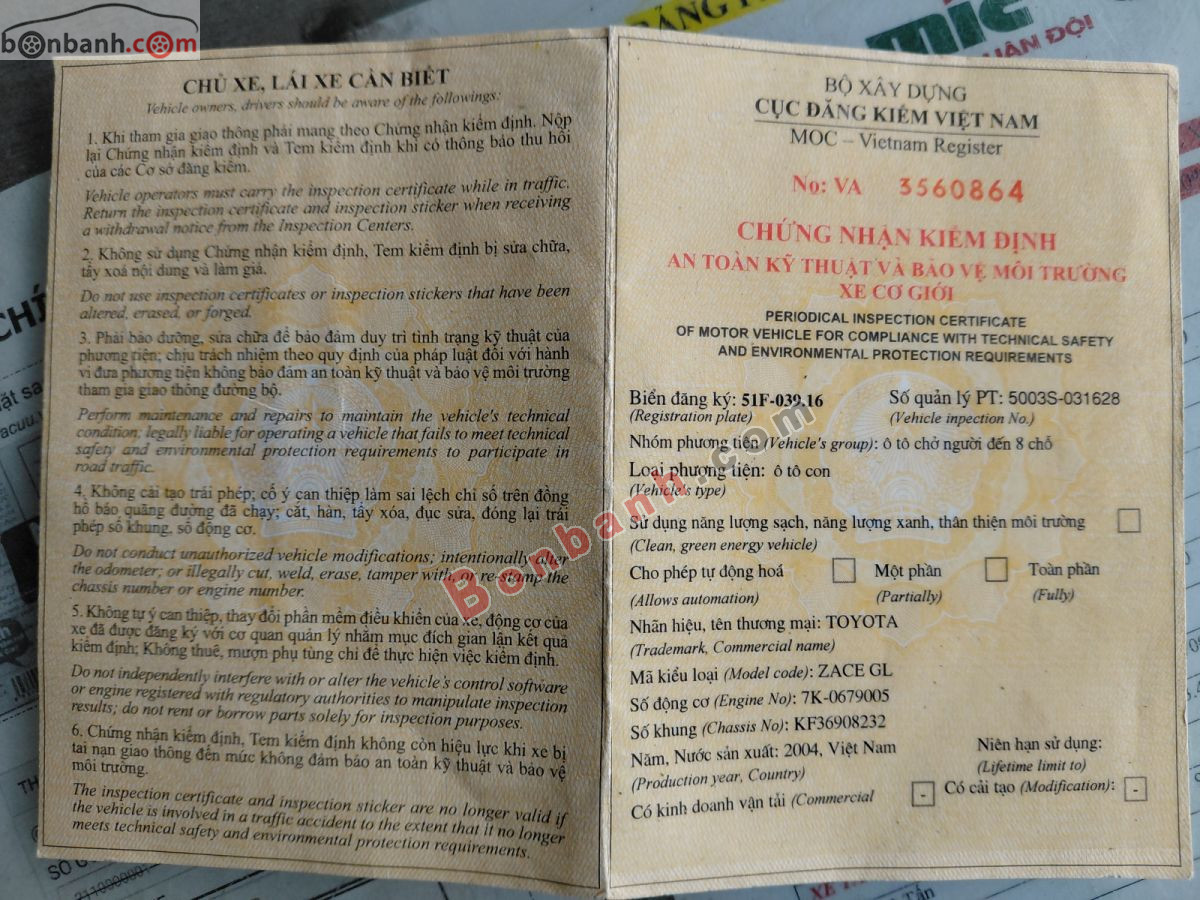 bonbanh.com
CHỦ XE, LÁI XE CẦN BIẾT
Vehicle owners, drivers should be aware of the followings:
1. Khi tham gia giao thông phải mang theo Chứng nhận kiểm định. Nộp
lại Chứng nhận kiểm định và Tem kiểm định khi có thông báo thu hồi
của các Cơ sở đăng kiểm.
Vehicle operators must carry the inspection certificate while in traffic.
Return the inspection certificate and inspection sticker when receiving
a withdrawal notice from the Inspection Centers.
2. Không sử dụng Chứng nhận kiểm định, Tem kiểm định bị sửa chữa,
tẩy xoá nội dung và làm giả.
Do not use inspection certificates or inspection stickers that have been
altered, erased, or forged.
3. Phải bảo dưỡng, sửa chữa để bảo đảm duy trì tình trạng kỹ thuật của
phương tiện; chịu trách nhiệm theo quy định của pháp luật đối với hành
vi đưa phương tiện không bảo đảm an toàn kỹ thuật và bảo vệ môi trường
tham gia giao thông đường bộ.
Perform maintenance and repairs to maintain the vehicle's technical
condition; legally liable for operating a vehicle that fails to meet technical
safety and environmental protection requirements to participate in
road traffic.
4. Không cải tạo trái phép; cố ý can thiệp làm sai lệch chỉ số trên đồng
hồ báo quãng đường đã chạy; cắt, hàn, tẩy xóa, đục sửa, đóng lại trái
phép số khung, số động cơ.
Do not conduct unauthorized vehicle modifications; intentionally alter
the odometer; or illegally cut, weld, erase, tamper with, or re-stamp the
chassis number or engine number.
5. Không tự ý can thiệp, thay đổi phần mềm điều khiển của xe, động cơ của
xe đã được đăng ký với cơ quan quản lý nhằm mục đích gian lận kết quả
kiểm định; Không thuê, mượn phụ tùng chỉ để thực hiện việc kiểm định.
Do not independently interfere with or alter the vehicle's control software
or engine registered with regulatory authorities to manipulate inspection
results; do not rent or borrow parts solely for inspection purposes.
6. Chứng nhận kiểm định, Tem kiểm định không còn hiệu lực khi xe bị
tai nạn giao thông đến mức không đảm bảo an toàn kỹ thuật và bảo vệ
môi trường.
The inspection certificate and inspection sticker are no longer valid if
the vehicle is involved in a traffic accident to the extent that it no longer
meets technical safety and environmental protection requirements.
BỘ XÂY DỰNG
CỤC ĐĂNG KIỂM VIỆT NAM
MOC – Vietnam Register
No: VA 3560864
CHỨNG NHẬN KIỂM ĐỊNH
AN TOÀN KỸ THUẬT VÀ BẢO VỆ MÔI TRƯỜNG
XE CƠ GIỚI
PERIODICAL INSPECTION CERTIFICATE
OF MOTOR VEHICLE FOR COMPLIANCE WITH TECHNICAL SAFETY
AND ENVIRONMENTAL PROTECTION REQUIREMENTS
Biển đăng ký: 51F-039.16 Số quản lý PT: 5003S-031628
(Registration plate) (Vehicle inspection No.)
Nhóm phương tiện (Vehicle's group): ô tô chở người đến 8 chỗ
Loại phương tiện: ô tô con
(Vehicle's type)
Sử dụng năng lượng sạch, năng lượng xanh, thân thiện môi trường
(Clean, green energy vehicle)
Cho phép tự động hoá Một phần Toàn phần
(Allows automation) (Partially) (Fully)
Nhãn hiệu, tên thương mại: TOYOTA
(Trademark, Commercial name)
Mã kiểu loại (Model code): ZACE GL
Số động cơ (Engine No): 7K-0679005
Số khung (Chassis No): KF36908232
Năm, Nước sản xuất: 2004, Việt Nam Niên hạn sử dụng:
(Production year, Country) (Lifetime limit to)
Có kinh doanh vận tải (Commercial - Có cải tạo (Modification): -
Bonbanh.com
mic